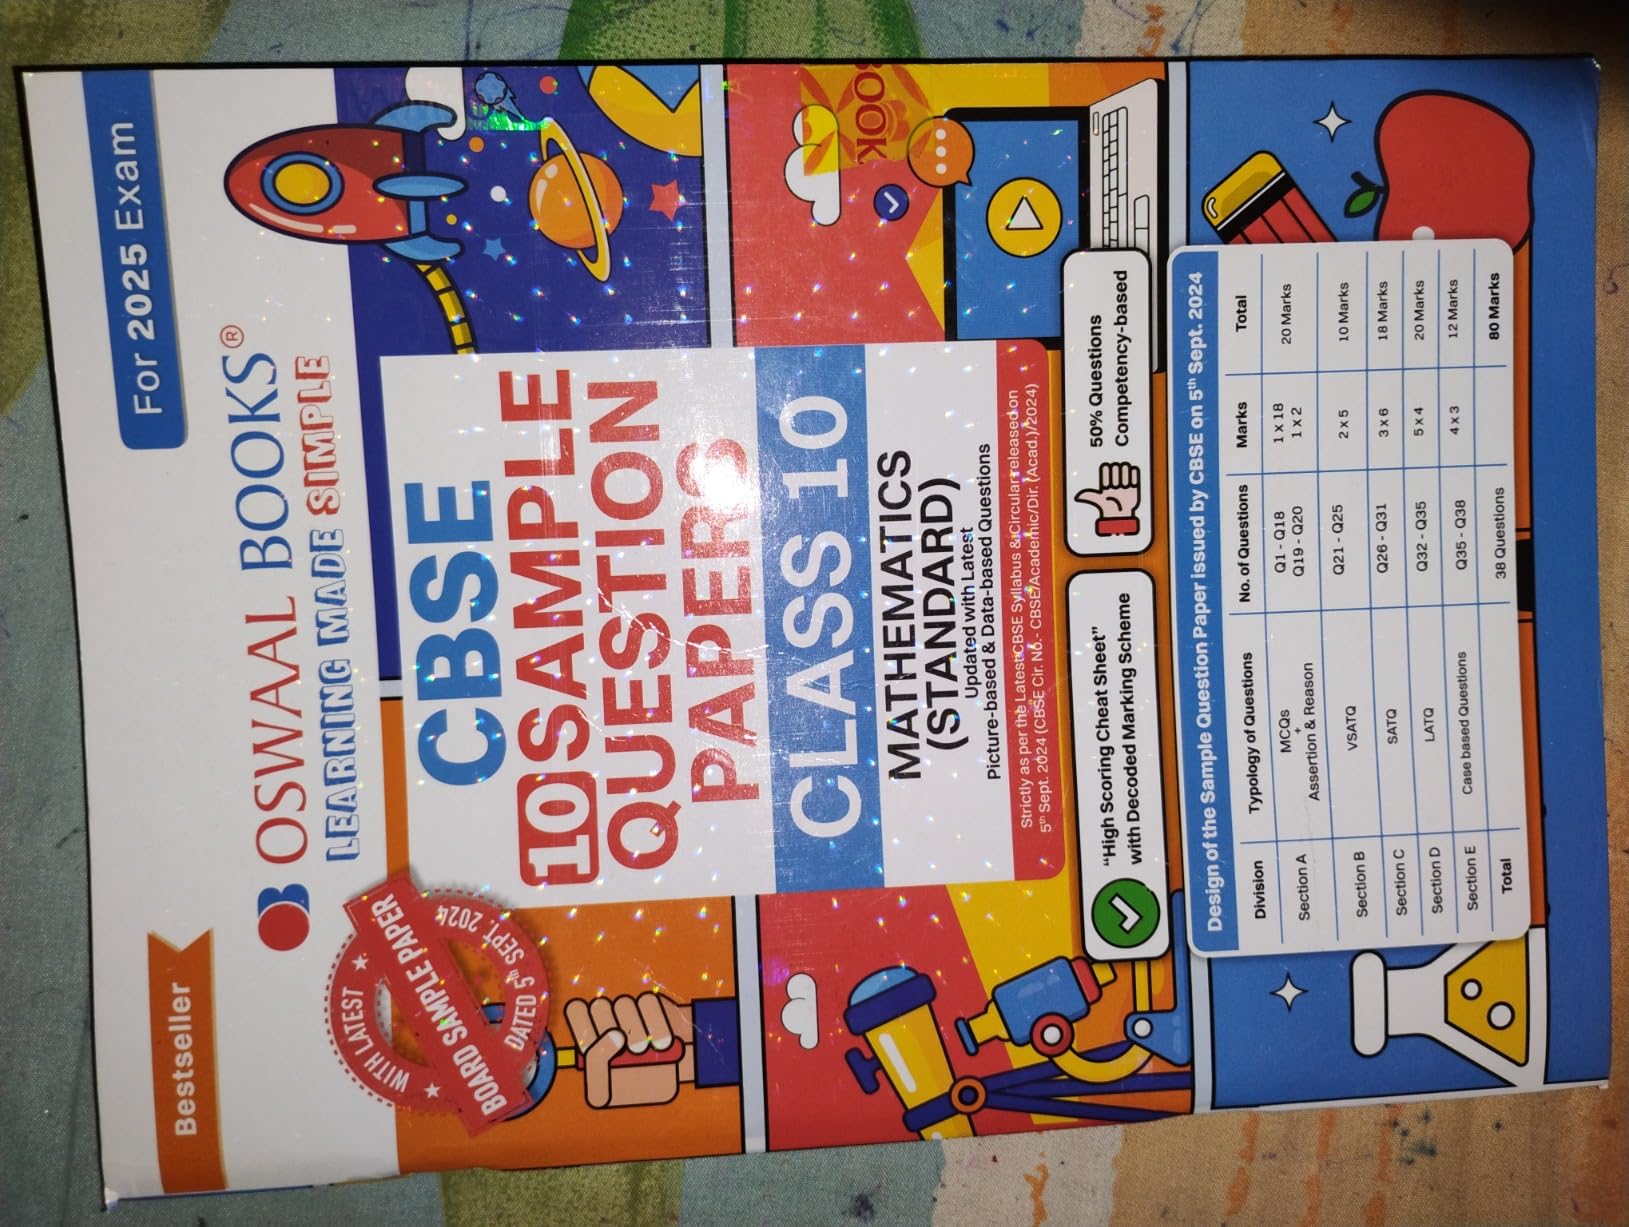 For 2025 Exam
Bestseller
OSWAAL BOOKS®
LEARNING MADE SIMPLE
WITH LATEST
BOARD SAMPLE PAPER
DATED 5th SEPT. 2024
CBSE
10 SAMPLE
QUESTION
PAPERS
CLASS 10
MATHEMATICS
(STANDARD)
Updated with Latest
Picture-based & Data-based Questions
Strictly as per the Latest CBSE Syllabus & Circular released on
5th Sept. 2024 (CBSE Cir. No.- CBSE/Academic/Dir. (Acad.)/2024)
BOOK
"High Scoring Cheat Sheet"
with Decoded Marking Scheme
50% Questions
Competency-based
Design of the Sample Question Paper issued by CBSE on 5th Sept. 2024
Division Typology of Questions No. of Questions Marks Total
Section A MCQs + Assertion & Reason Q1 - Q18 Q19 - Q20 1 x 18 1 x 2 20 Marks
Section B VSATQ Q21 - Q25 2 x 5 10 Marks
Section C SATQ Q26 - Q31 3 x 6 18 Marks
Section D LATQ Q32 - Q35 5 x 4 20 Marks
Section E Case based Questions Q35 - Q38 4 x 3 12 Marks
Total 38 Questions 80 Marks